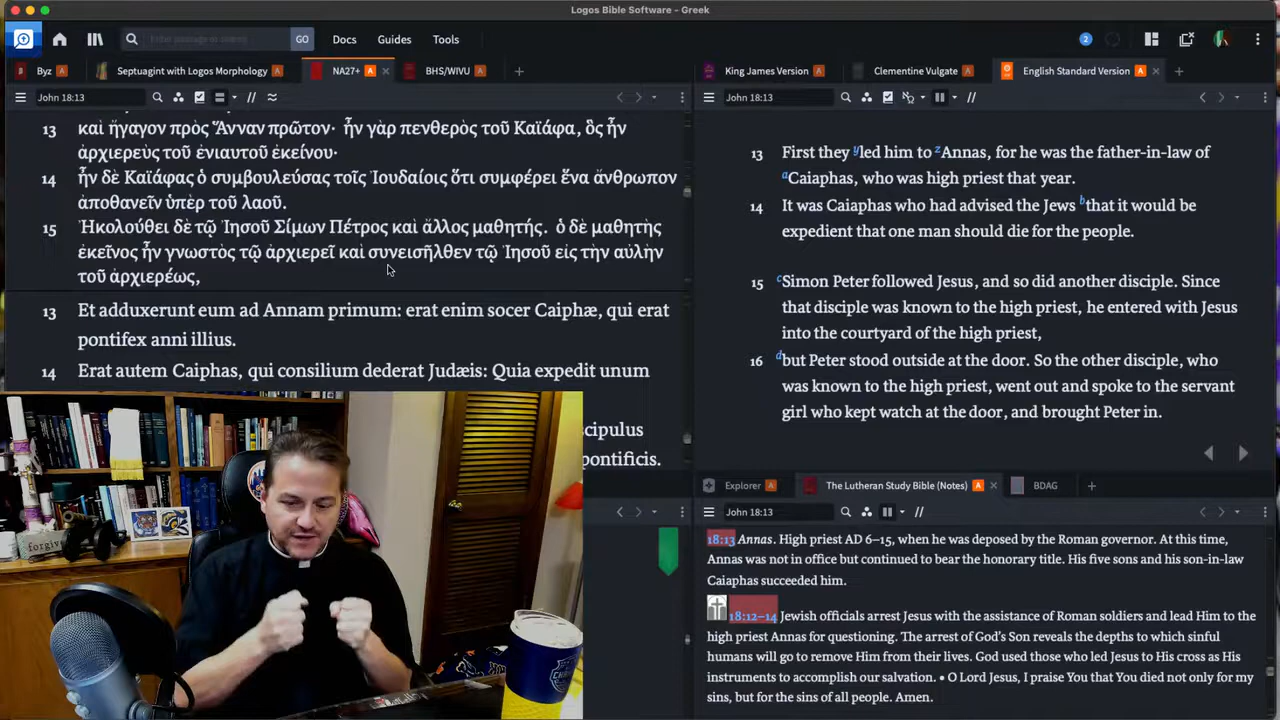 Logos Bible Software - Greek
GO
Docs
Guides
Tools
2
Byz A
Septuagint with Logos Morphology A
NA27+ A
BHS/WIVU A
John 18:13
13 καὶ ἤγαγον πρὸς Ἅνναν πρῶτον· ἦν γὰρ πενθερὸς τοῦ Καϊάφα, ὃς ἦν
ἀρχιερεὺς τοῦ ἐνιαυτοῦ ἐκείνου·
14 ἦν δὲ Καϊάφας ὁ συμβουλεύσας τοῖς Ἰουδαίοις ὅτι συμφέρει ἕνα ἄνθρωπον
ἀποθανεῖν ὑπὲρ τοῦ λαοῦ.
15 Ἠκολούθει δὲ τῷ Ἰησοῦ Σίμων Πέτρος καὶ ἄλλος μαθητής. ὁ δὲ μαθητὴς
ἐκεῖνος ἦν γνωστὸς τῷ ἀρχιερεῖ καὶ συνεισῆλθεν τῷ Ἰησοῦ εἰς τὴν αὐλὴν
τοῦ ἀρχιερέως,
13 Et adduxerunt eum ad Annam primum: erat enim socer Caiphæ, qui erat
pontifex anni illius.
14 Erat autem Caiphas, qui consilium dederat Judæis: Quia expedit unum
scipulus
pontificis.
King James Version A
Clementine Vulgate A
English Standard Version A
John 18:13
13 First they yled him to zAnnas, for he was the father-in-law of
aCaiaphas, who was high priest that year.
14 It was Caiaphas who had advised the Jews bthat it would be
expedient that one man should die for the people.
15 cSimon Peter followed Jesus, and so did another disciple. Since
that disciple was known to the high priest, he entered with Jesus
into the courtyard of the high priest,
16 dbut Peter stood outside at the door. So the other disciple, who
was known to the high priest, went out and spoke to the servant
girl who kept watch at the door, and brought Peter in.
Explorer A
The Lutheran Study Bible (Notes) A
BDAG
John 18:13
18:13 Annas. High priest AD 6–15, when he was deposed by the Roman governor. At this time,
Annas was not in office but continued to bear the honorary title. His five sons and his son-in-law
Caiaphas succeeded him.
18:12–14 Jewish officials arrest Jesus with the assistance of Roman soldiers and lead Him to the
high priest Annas for questioning. The arrest of God's Son reveals the depths to which sinful
humans will go to remove Him from their lives. God used those who led Jesus to His cross as His
instruments to accomplish our salvation. • O Lord Jesus, I praise You that You died not only for my
sins, but for the sins of all people. Amen.
forgive